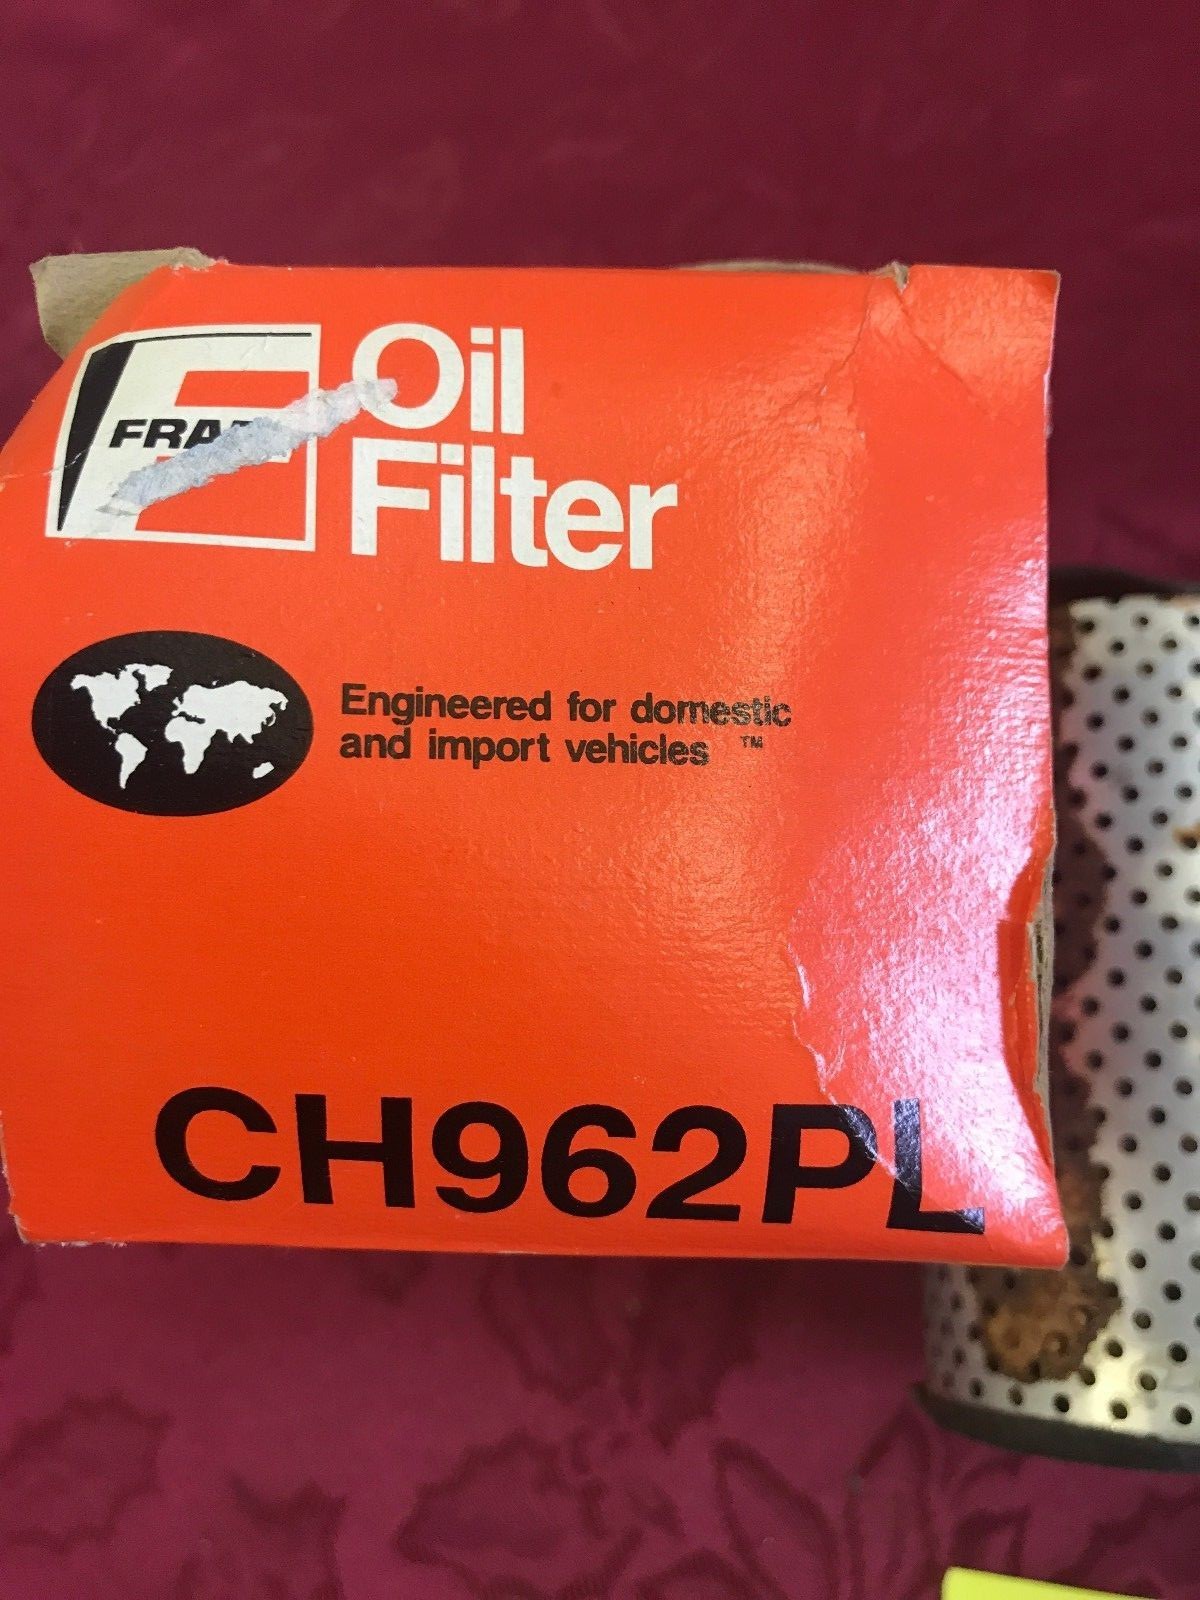 Oil
Filter
Engineered for domestic
and import vehicles ™
CH962PL